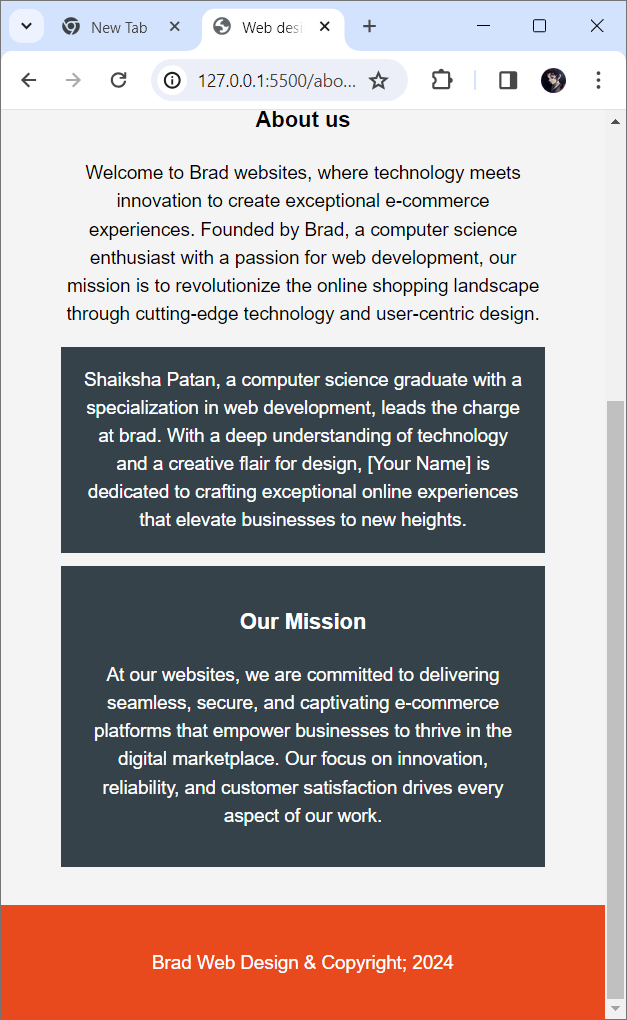 New Tab
Web desi
127.0.0.1:5500/abo...
About us
Welcome to Brad websites, where technology meets
innovation to create exceptional e-commerce
experiences. Founded by Brad, a computer science
enthusiast with a passion for web development, our
mission is to revolutionize the online shopping landscape
through cutting-edge technology and user-centric design.
Shaiksha Patan, a computer science graduate with a
specialization in web development, leads the charge
at brad. With a deep understanding of technology
and a creative flair for design, [Your Name] is
dedicated to crafting exceptional online experiences
that elevate businesses to new heights.
Our Mission
At our websites, we are committed to delivering
seamless, secure, and captivating e-commerce
platforms that empower businesses to thrive in the
digital marketplace. Our focus on innovation,
reliability, and customer satisfaction drives every
aspect of our work.
Brad Web Design & Copyright; 2024